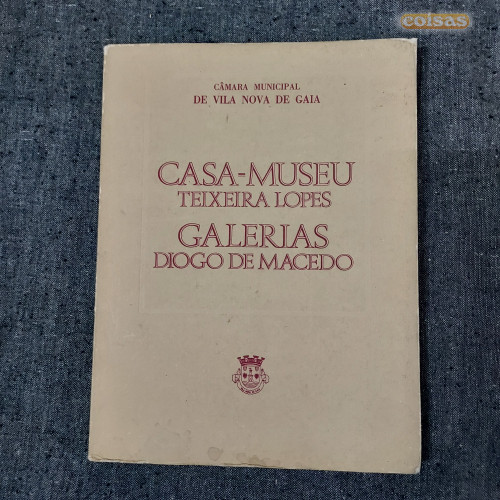 coisas
CÂMARA MUNICIPAL
DE VILA NOVA DE GAIA
CASA-MUSEU
TEIXEIRA LOPES
GALERIAS
DIOGO DE MACEDO